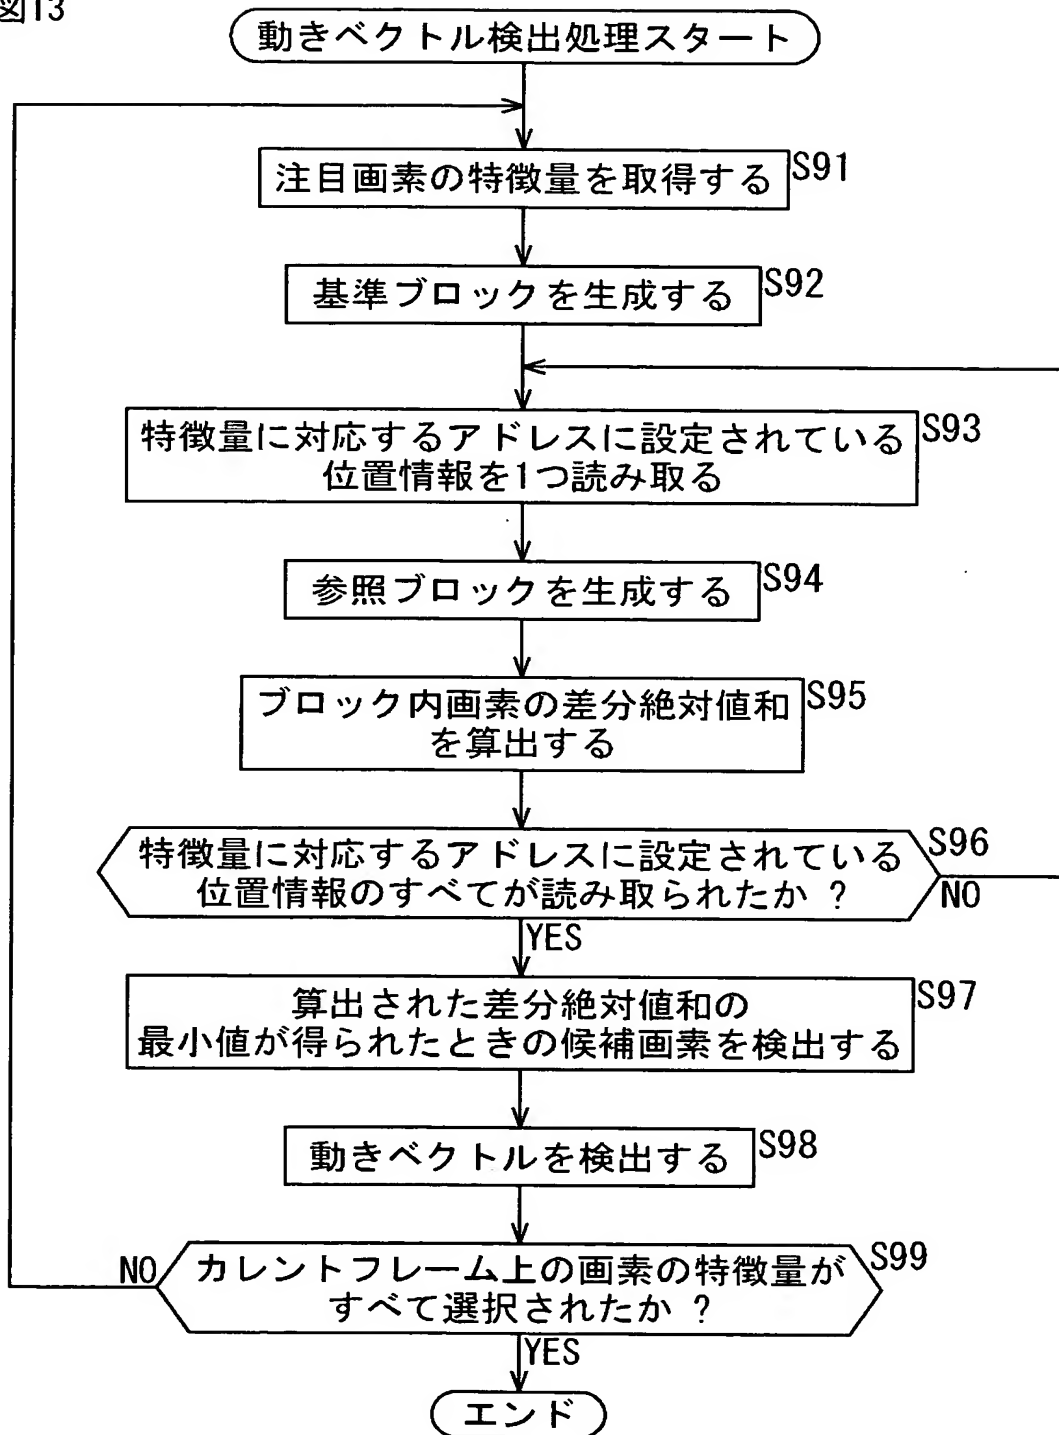 図13
動きベクトル検出処理スタート
注目画素の特徴量を取得する
S91
基準ブロックを生成する
S92
特徴量に対応するアドレスに設定されている
位置情報を1つ読み取る
S93
参照ブロックを生成する
S94
ブロック内画素の差分絶対値和
を算出する
S95
特徴量に対応するアドレスに設定されている
位置情報のすべてが読み取られたか ?
S96
NO
YES
算出された差分絶対値和の
最小値が得られたときの候補画素を検出する
S97
動きベクトルを検出する
S98
NO
カレントフレーム上の画素の特徴量が
すべて選択されたか ?
S99
YES
エンド